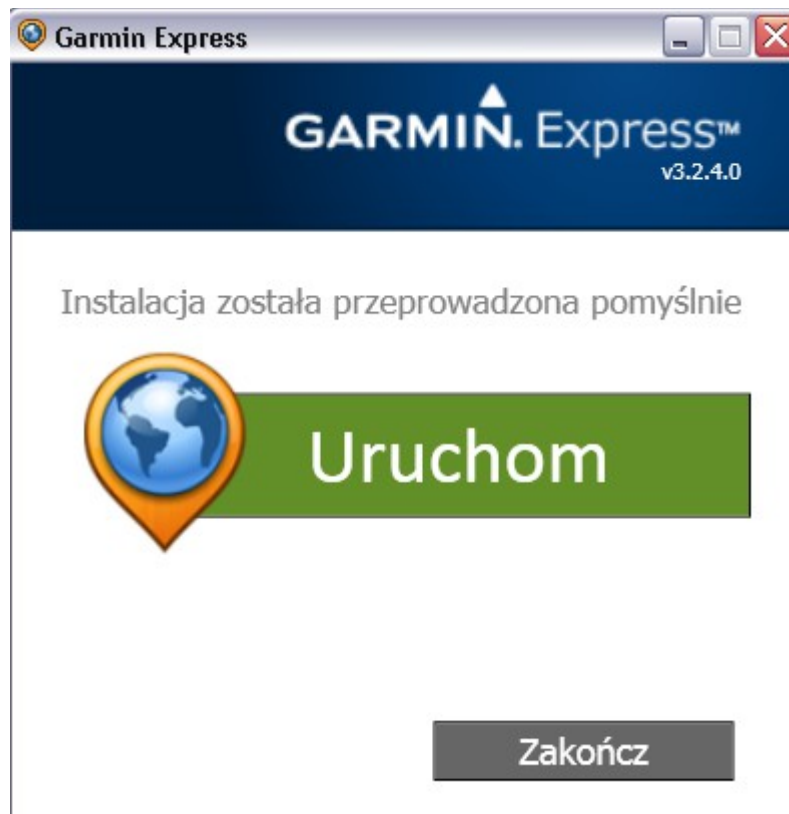 Garmin Express
GARMIN. Express™
v3.2.4.0
Instalacja została przeprowadzona pomyślnie
Uruchom
Zakończ